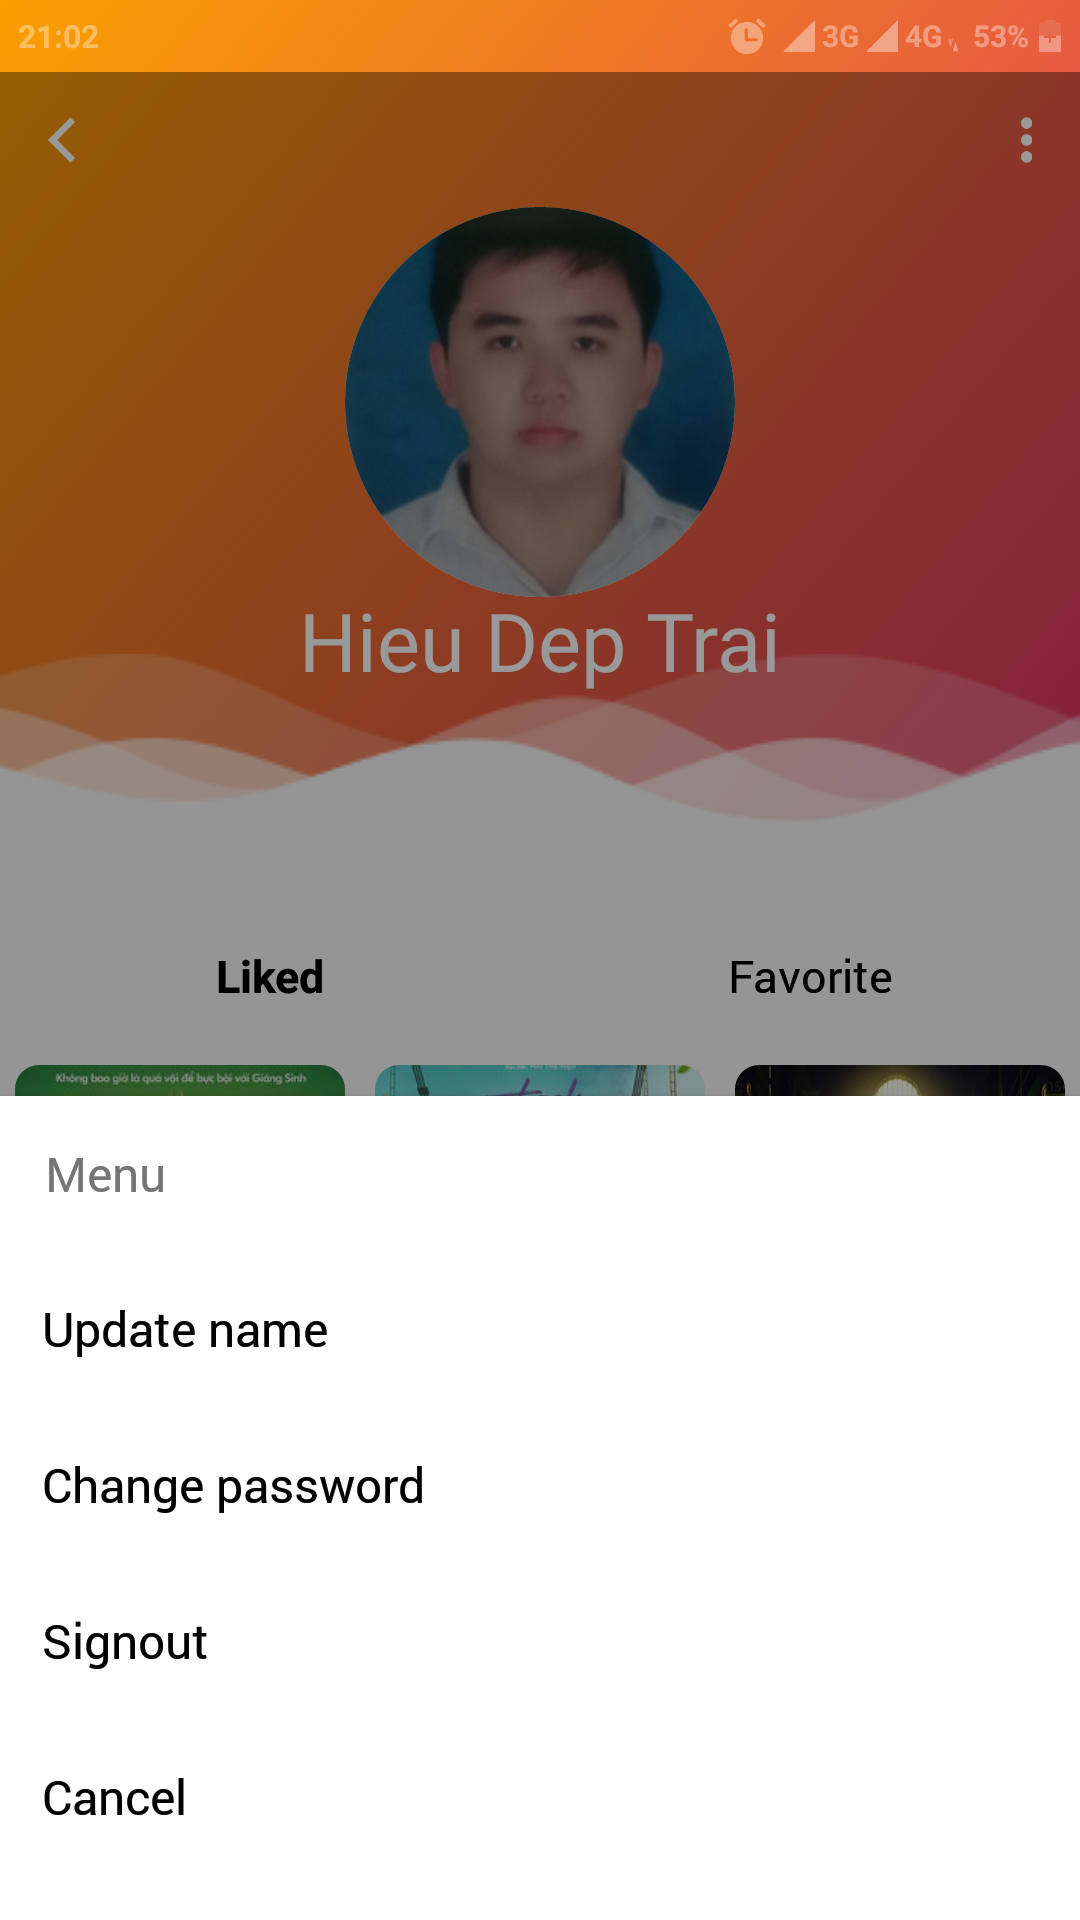 21:02 3G 4G 53%
Hieu Dep Trai
Liked Favorite
Không bao giờ là quá vội để bực bội với Giáng Sinh
Menu
Update name
Change password
Signout
Cancel